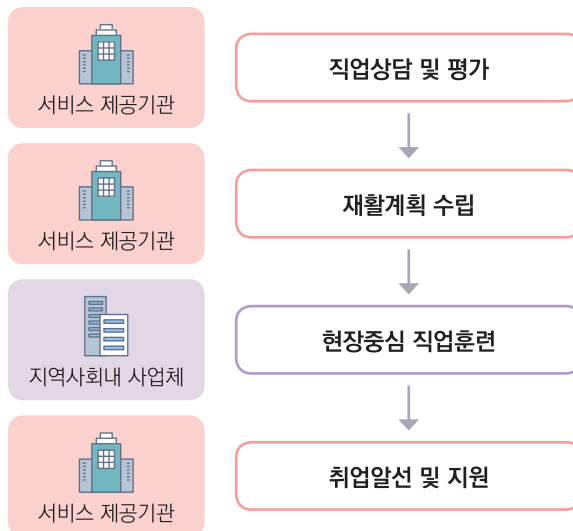 서비스 제공기관
직업상담 및 평가
서비스 제공기관
재활계획 수립
지역사회내 사업체
현장중심 직업훈련
서비스 제공기관
취업알선 및 지원